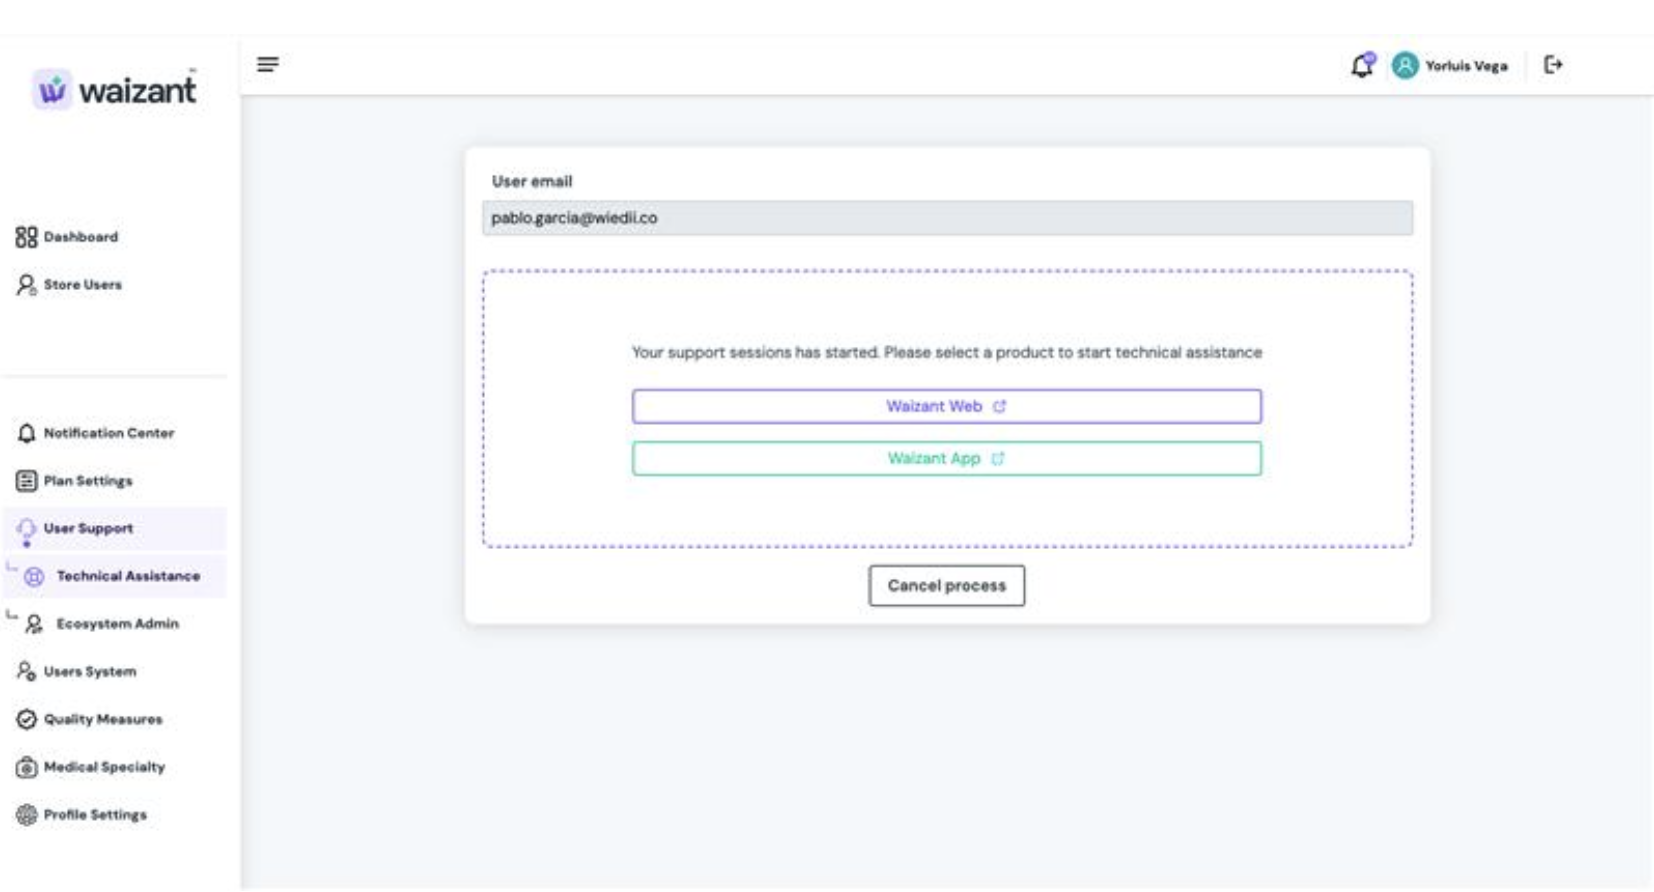 waizant
Yorluis Vega
Dashboard
Store Users
Notification Center
Plan Settings
User Support
Technical Assistance
Ecosystem Admin
Users System
Quality Measures
Medical Specialty
Profile Settings
User email
pablo.garcia@wiedii.co
Your support sessions has started. Please select a product to start technical assistance
Waizant Web
Waizant App
Cancel process